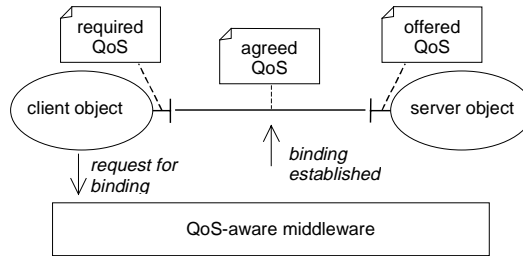 required
QoS
agreed
QoS
offered
QoS
client object
server object
request for
binding
binding
established
QoS-aware middleware